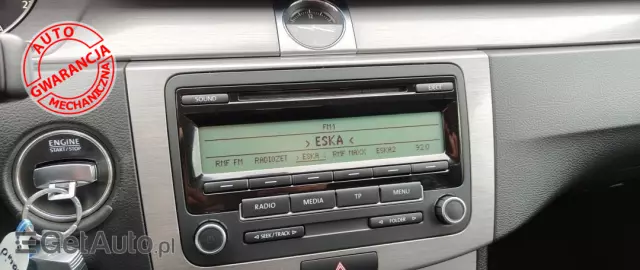 27
AUTO
GWARANCJA
MECHANICZNA
ENGINE
START/STOP
SOUND
EJECT
FM1
> ESKA <
RMF FM RADIOZET > ESKA < RMF MAXX ESKA2
RADIO MEDIA TP MENU
SEEK / TRACK FOLDER
GetAuto.pl